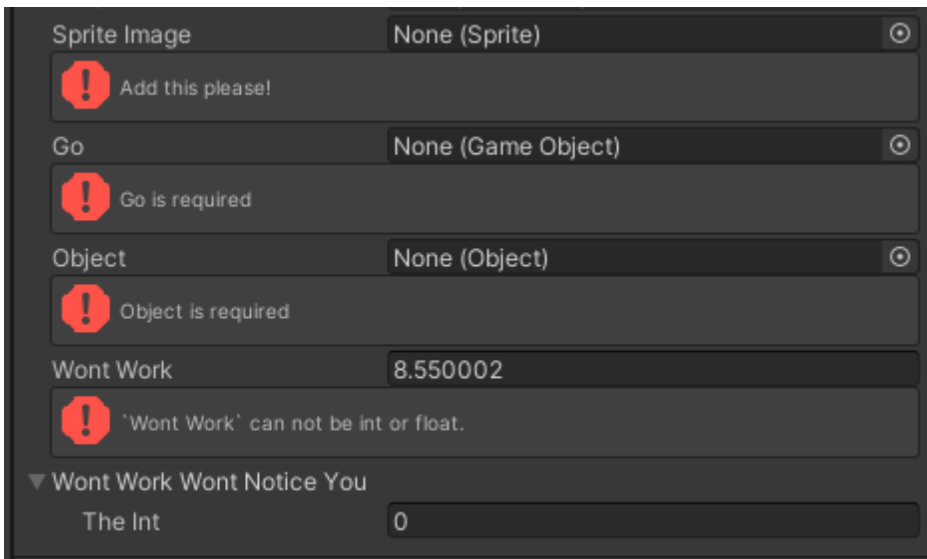 Sprite Image None (Sprite)
Add this please!
Go None (Game Object)
Go is required
Object None (Object)
Object is required
Wont Work 8.550002
`Wont Work` can not be int or float.
Wont Work Wont Notice You
The Int 0